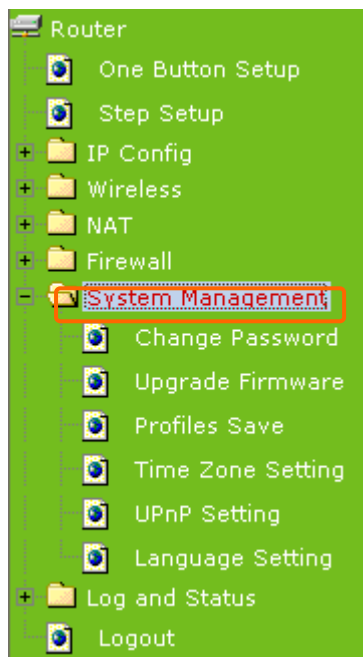 Router
One Button Setup
Step Setup
IP Config
Wireless
NAT
Firewall
System Management
Change Password
Upgrade Firmware
Profiles Save
Time Zone Setting
UPnP Setting
Language Setting
Log and Status
Logout